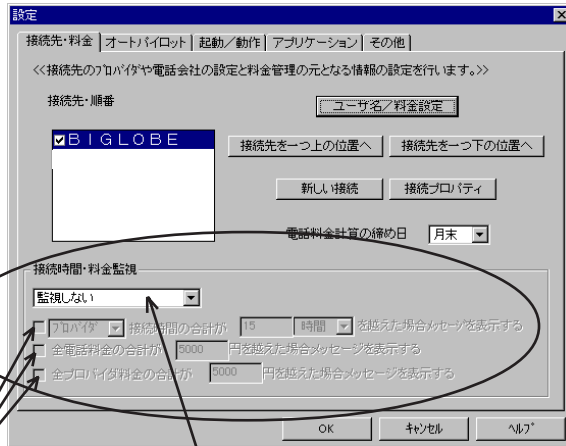 設定
接続先・料金 オートパイロット 起動／動作 アプリケーション その他
<<接続先のﾌﾟﾛﾊﾞｲﾀﾞや電話会社の設定と料金管理の元となる情報の設定を行います。>>
接続先・順番
ユーザ名／料金設定
ＢＩＧＬＯＢＥ
接続先を一つ上の位置へ 接続先を一つ下の位置へ
新しい接続 接続プロパティ
電話料金計算の締め日 月末
接続時間・料金監視
監視しない
ﾌﾟﾛﾊﾞｲﾀﾞ 接続時間の合計が 15 時間 を越えた場合ﾒｯｾｰｼﾞを表示する
全電話料金の合計が 5000 円を越えた場合メッセージを表示する
全プロバイダ料金の合計が 5000 円を越えた場合メッセージを表示する
OK ｷｬﾝｾﾙ ﾍﾙﾌﾟ